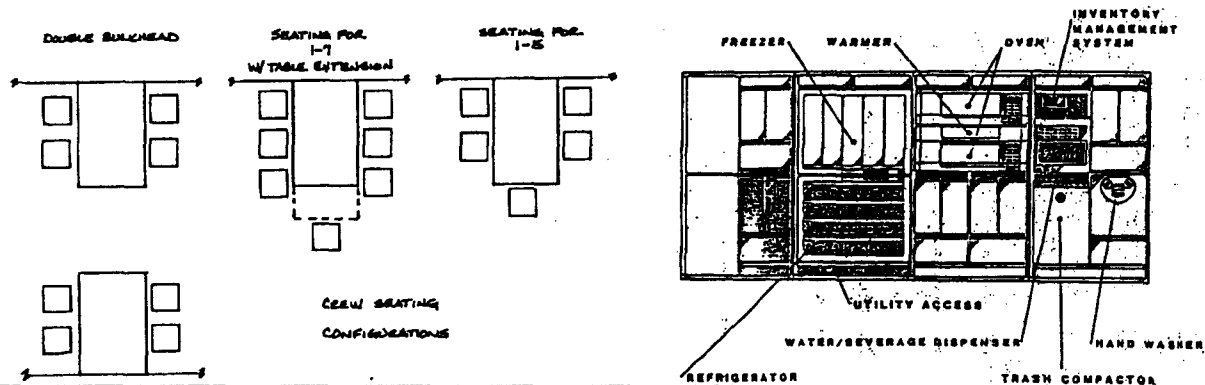 DOUBLE BULKHEAD
SEATING FOR
1-7
W/ TABLE EXTENSION
SEATING FOR
1-5
CREW SEATING
CONFIGURATIONS
FREEZER
WARMER
OVEN
INVENTORY
MANAGEMENT
SYSTEM
UTILITY ACCESS
WATER/BEVERAGE DISPENSER
HAND WASHER
REFRIGERATOR
TRASH COMPACTOR